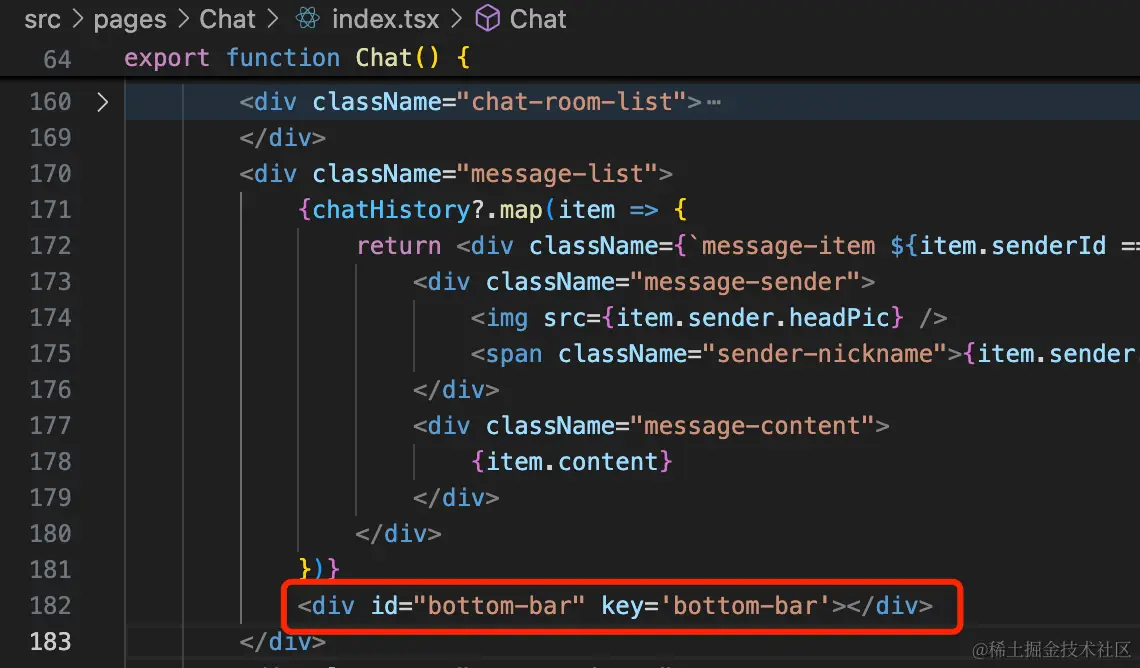 src > pages > Chat > index.tsx > Chat
64 export function Chat() {
160 <div className="chat-room-list">⋯
169 </div>
170 <div className="message-list">
171 {chatHistory?.map(item => {
172 return <div className={`message-item ${item.senderId ==
173 <div className="message-sender">
174 <img src={item.sender.headPic} />
175 <span className="sender-nickname">{item.sender
176 </div>
177 <div className="message-content">
178 {item.content}
179 </div>
180 </div>
181 })}
182 <div id="bottom-bar" key='bottom-bar'></div>
183 </div>
@稀土掘金技术社区